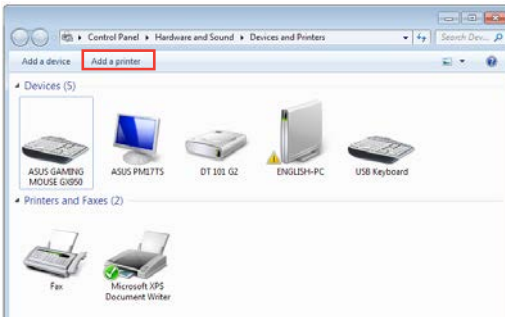 Control Panel Hardware and Sound Devices and Printers Search Dev...
Add a device Add a printer
Devices (5)
ASUS GAMING
MOUSE GX950
ASUS PM17TS
DT 101 G2
ENGLISH-PC
USB Keyboard
Printers and Faxes (2)
Fax
Microsoft XPS
Document Writer